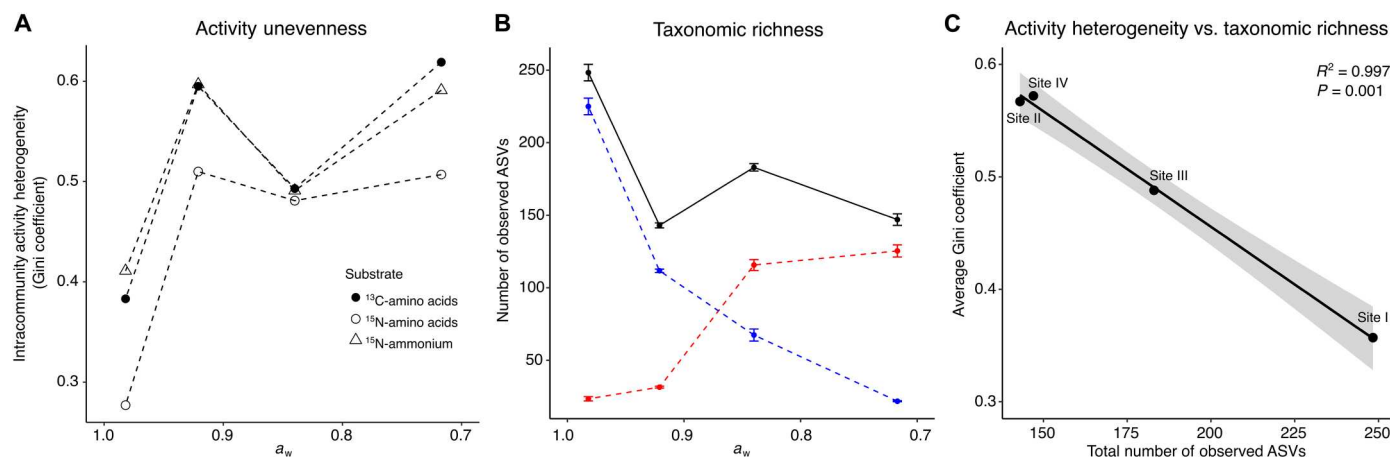 A
Activity unevenness
Intracommunity activity heterogeneity
(Gini coefficient)
0.6
0.5
0.4
0.3
Substrate
¹³C-amino acids
¹⁵N-amino acids
¹⁵N-ammonium
1.0
0.9
0.8
0.7
a_w
B
Taxonomic richness
Number of observed ASVs
250
200
150
100
50
1.0
0.9
0.8
0.7
a_w
C
Activity heterogeneity vs. taxonomic richness
Average Gini coefficient
0.6
0.5
0.4
0.3
R² = 0.997
P = 0.001
Site IV
Site II
Site III
Site I
150
175
200
225
250
Total number of observed ASVs